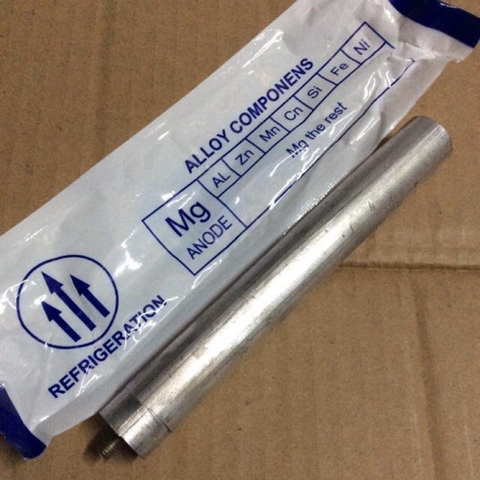 ALLOY COMPONENS
Mg ANODE
AL Zn Mn Cn Si Fe Ni
Mg the rest
REFRIGERATION